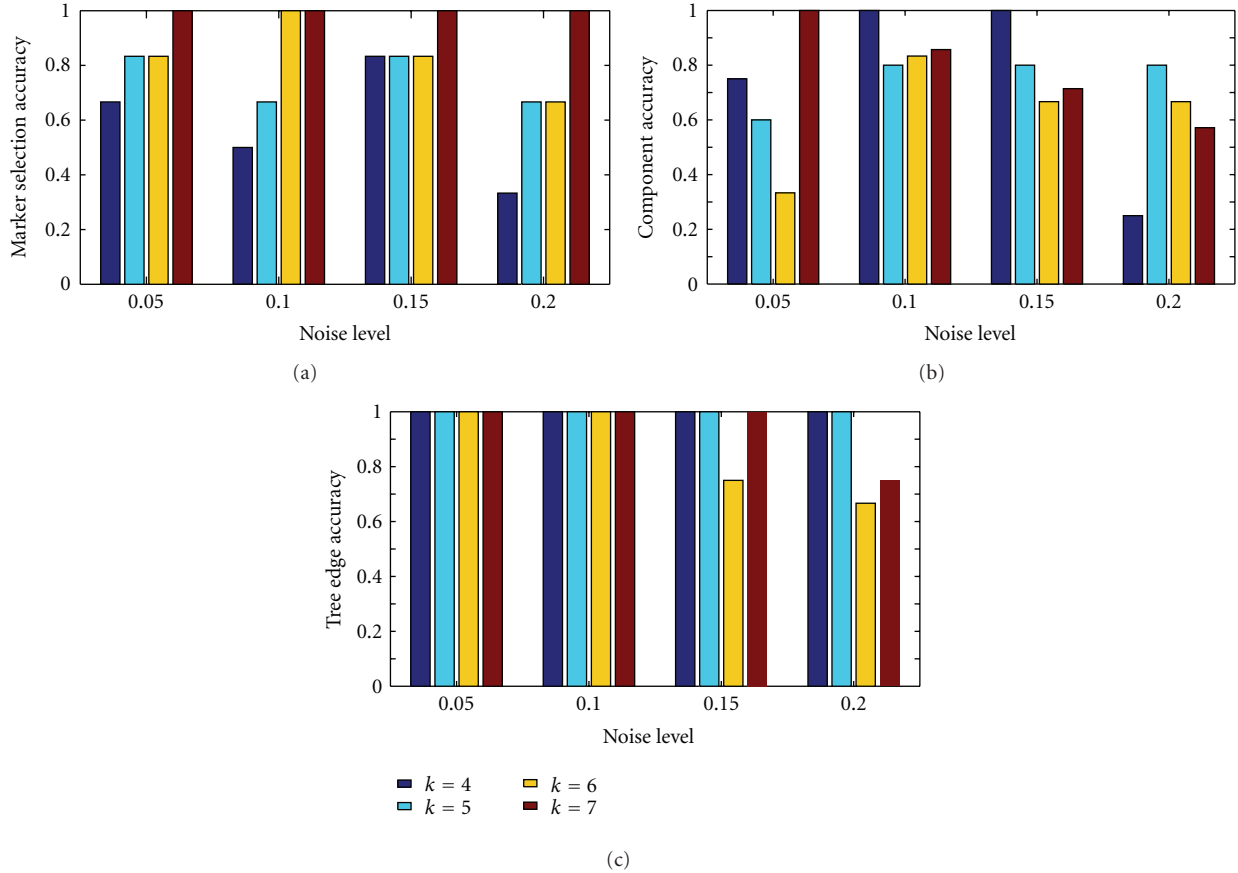 Marker selection accuracy
1
0.8
0.6
0.4
0.2
0
0.05 0.1 0.15 0.2
Noise level
(a)
Component accuracy
1
0.8
0.6
0.4
0.2
0
0.05 0.1 0.15 0.2
Noise level
(b)
Tree edge accuracy
1
0.8
0.6
0.4
0.2
0
0.05 0.1 0.15 0.2
Noise level
k = 4 k = 6
k = 5 k = 7
(c)